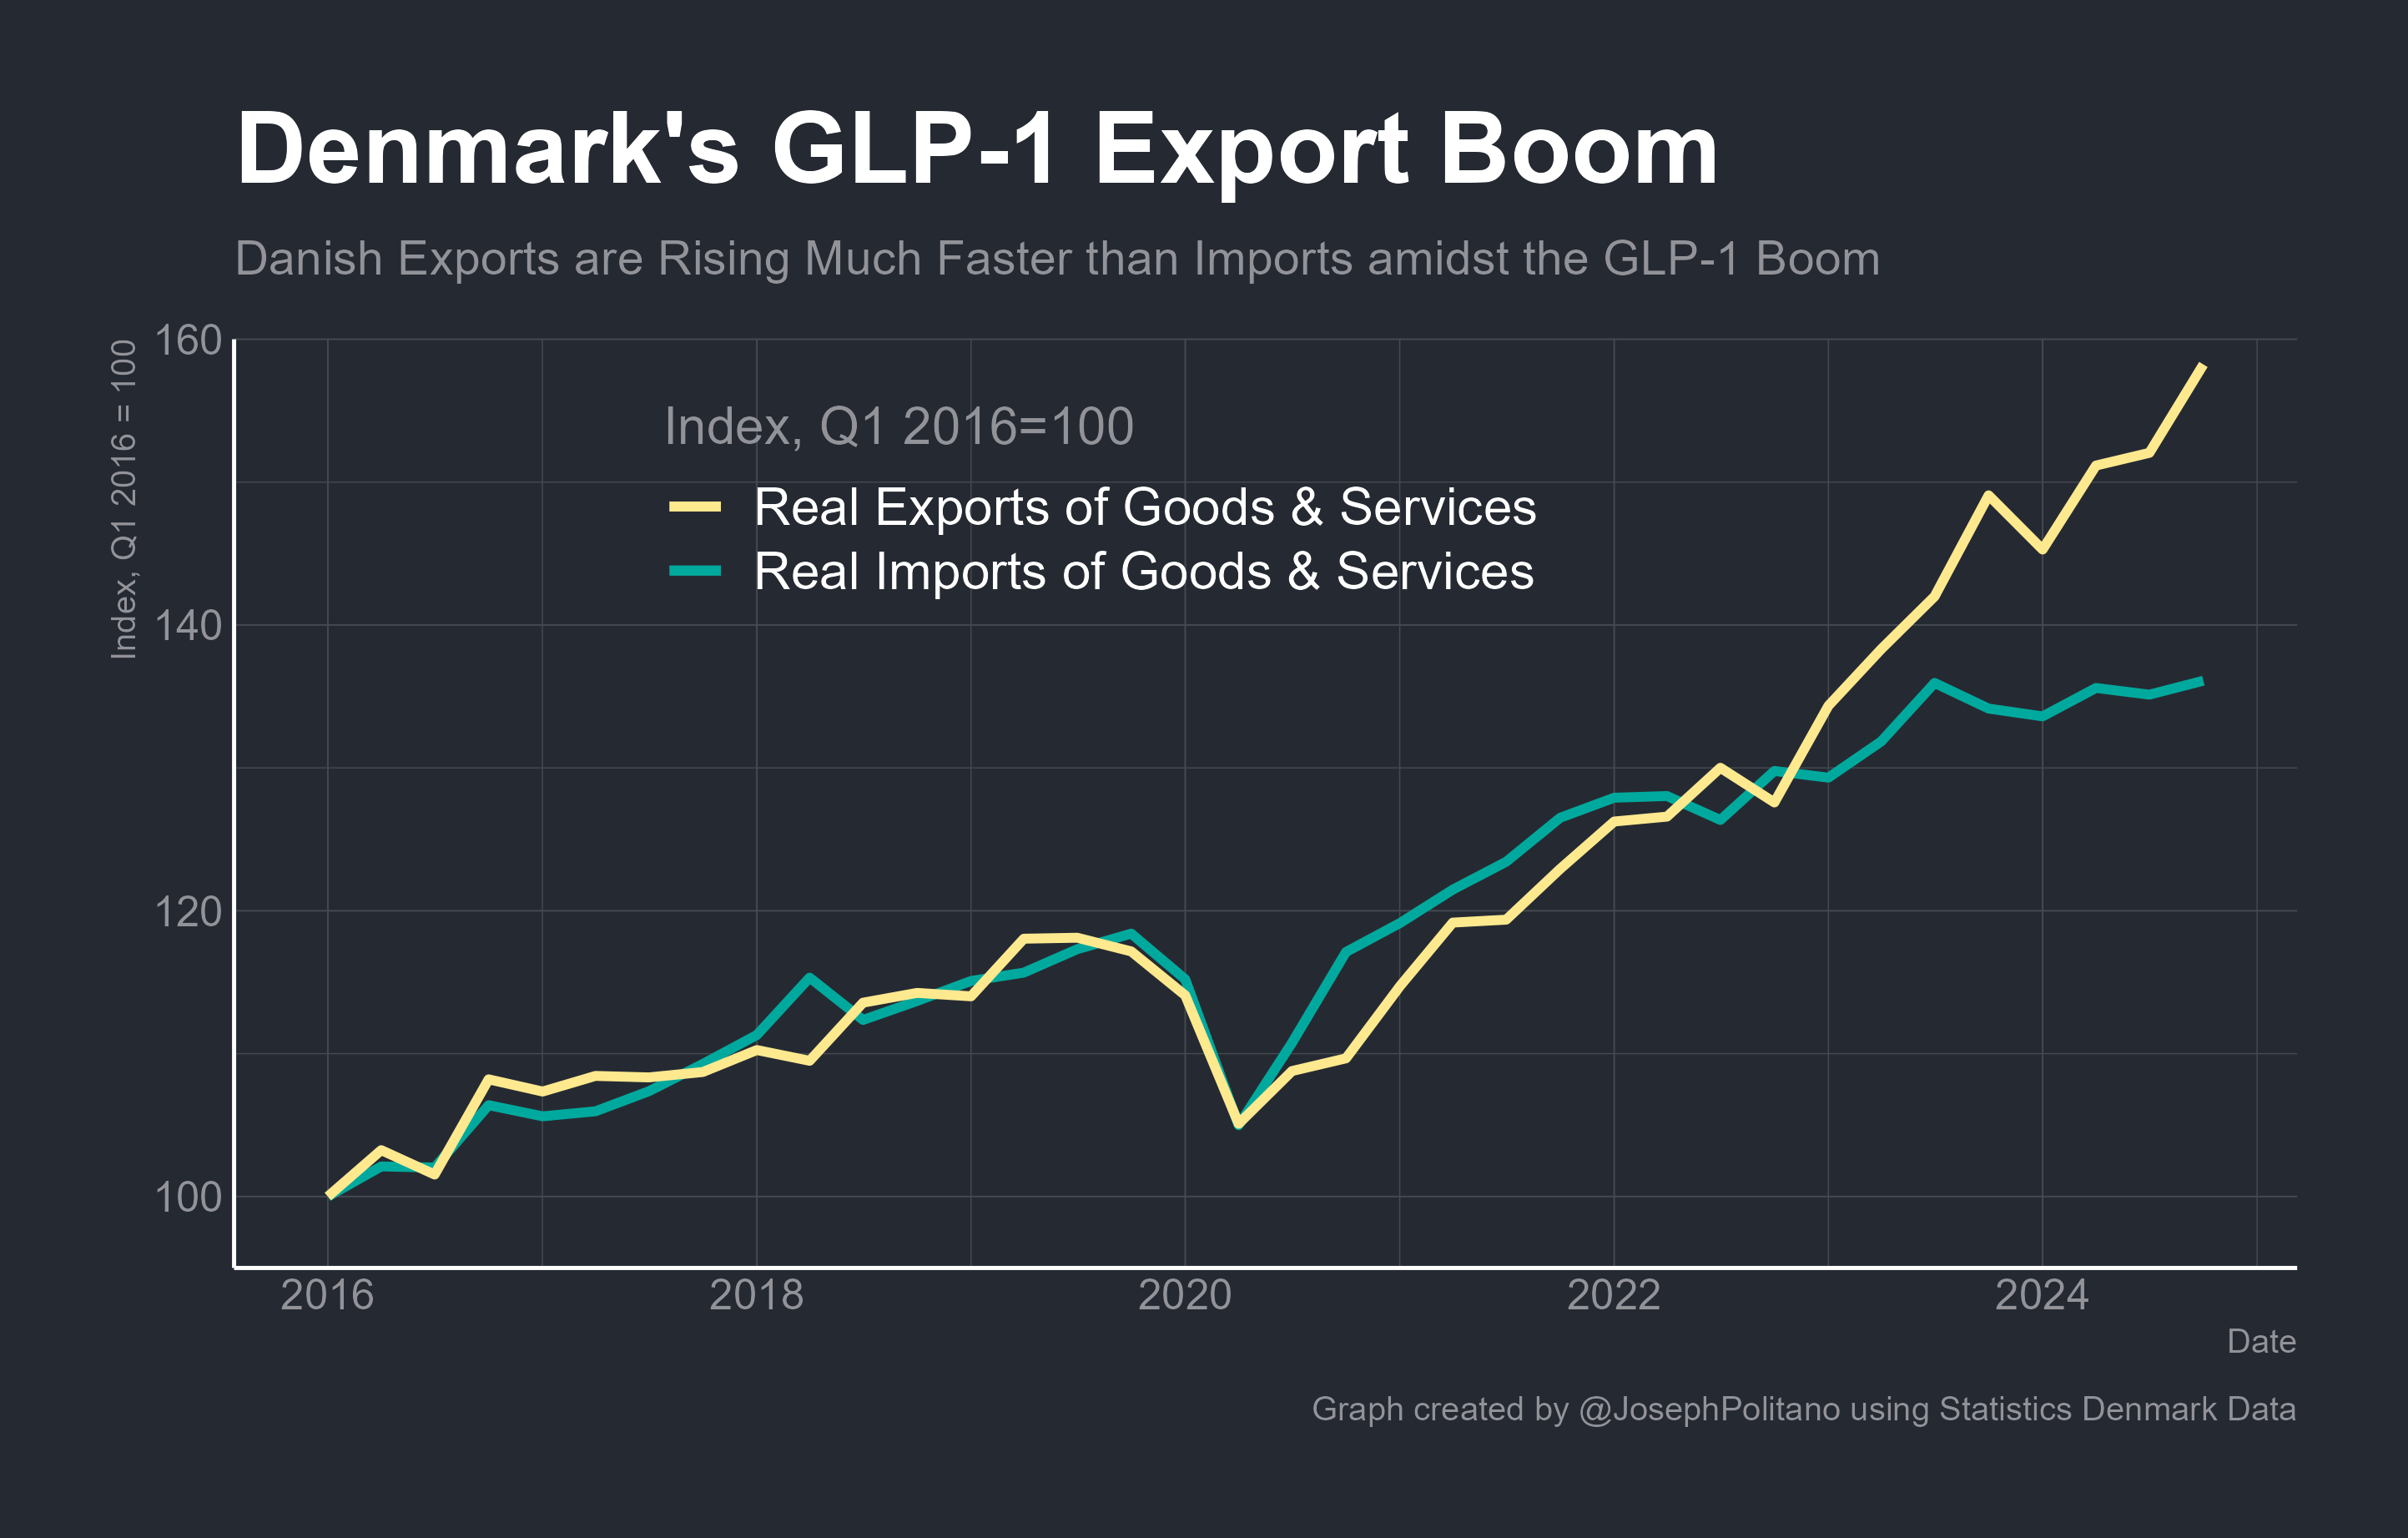 Denmark's GLP-1 Export Boom
Danish Exports are Rising Much Faster than Imports amidst the GLP-1 Boom
Index, Q1 2016 = 100
160
140
120
100
Index, Q1 2016=100
Real Exports of Goods & Services
Real Imports of Goods & Services
2016 2018 2020 2022 2024
Date
Graph created by @JosephPolitano using Statistics Denmark Data